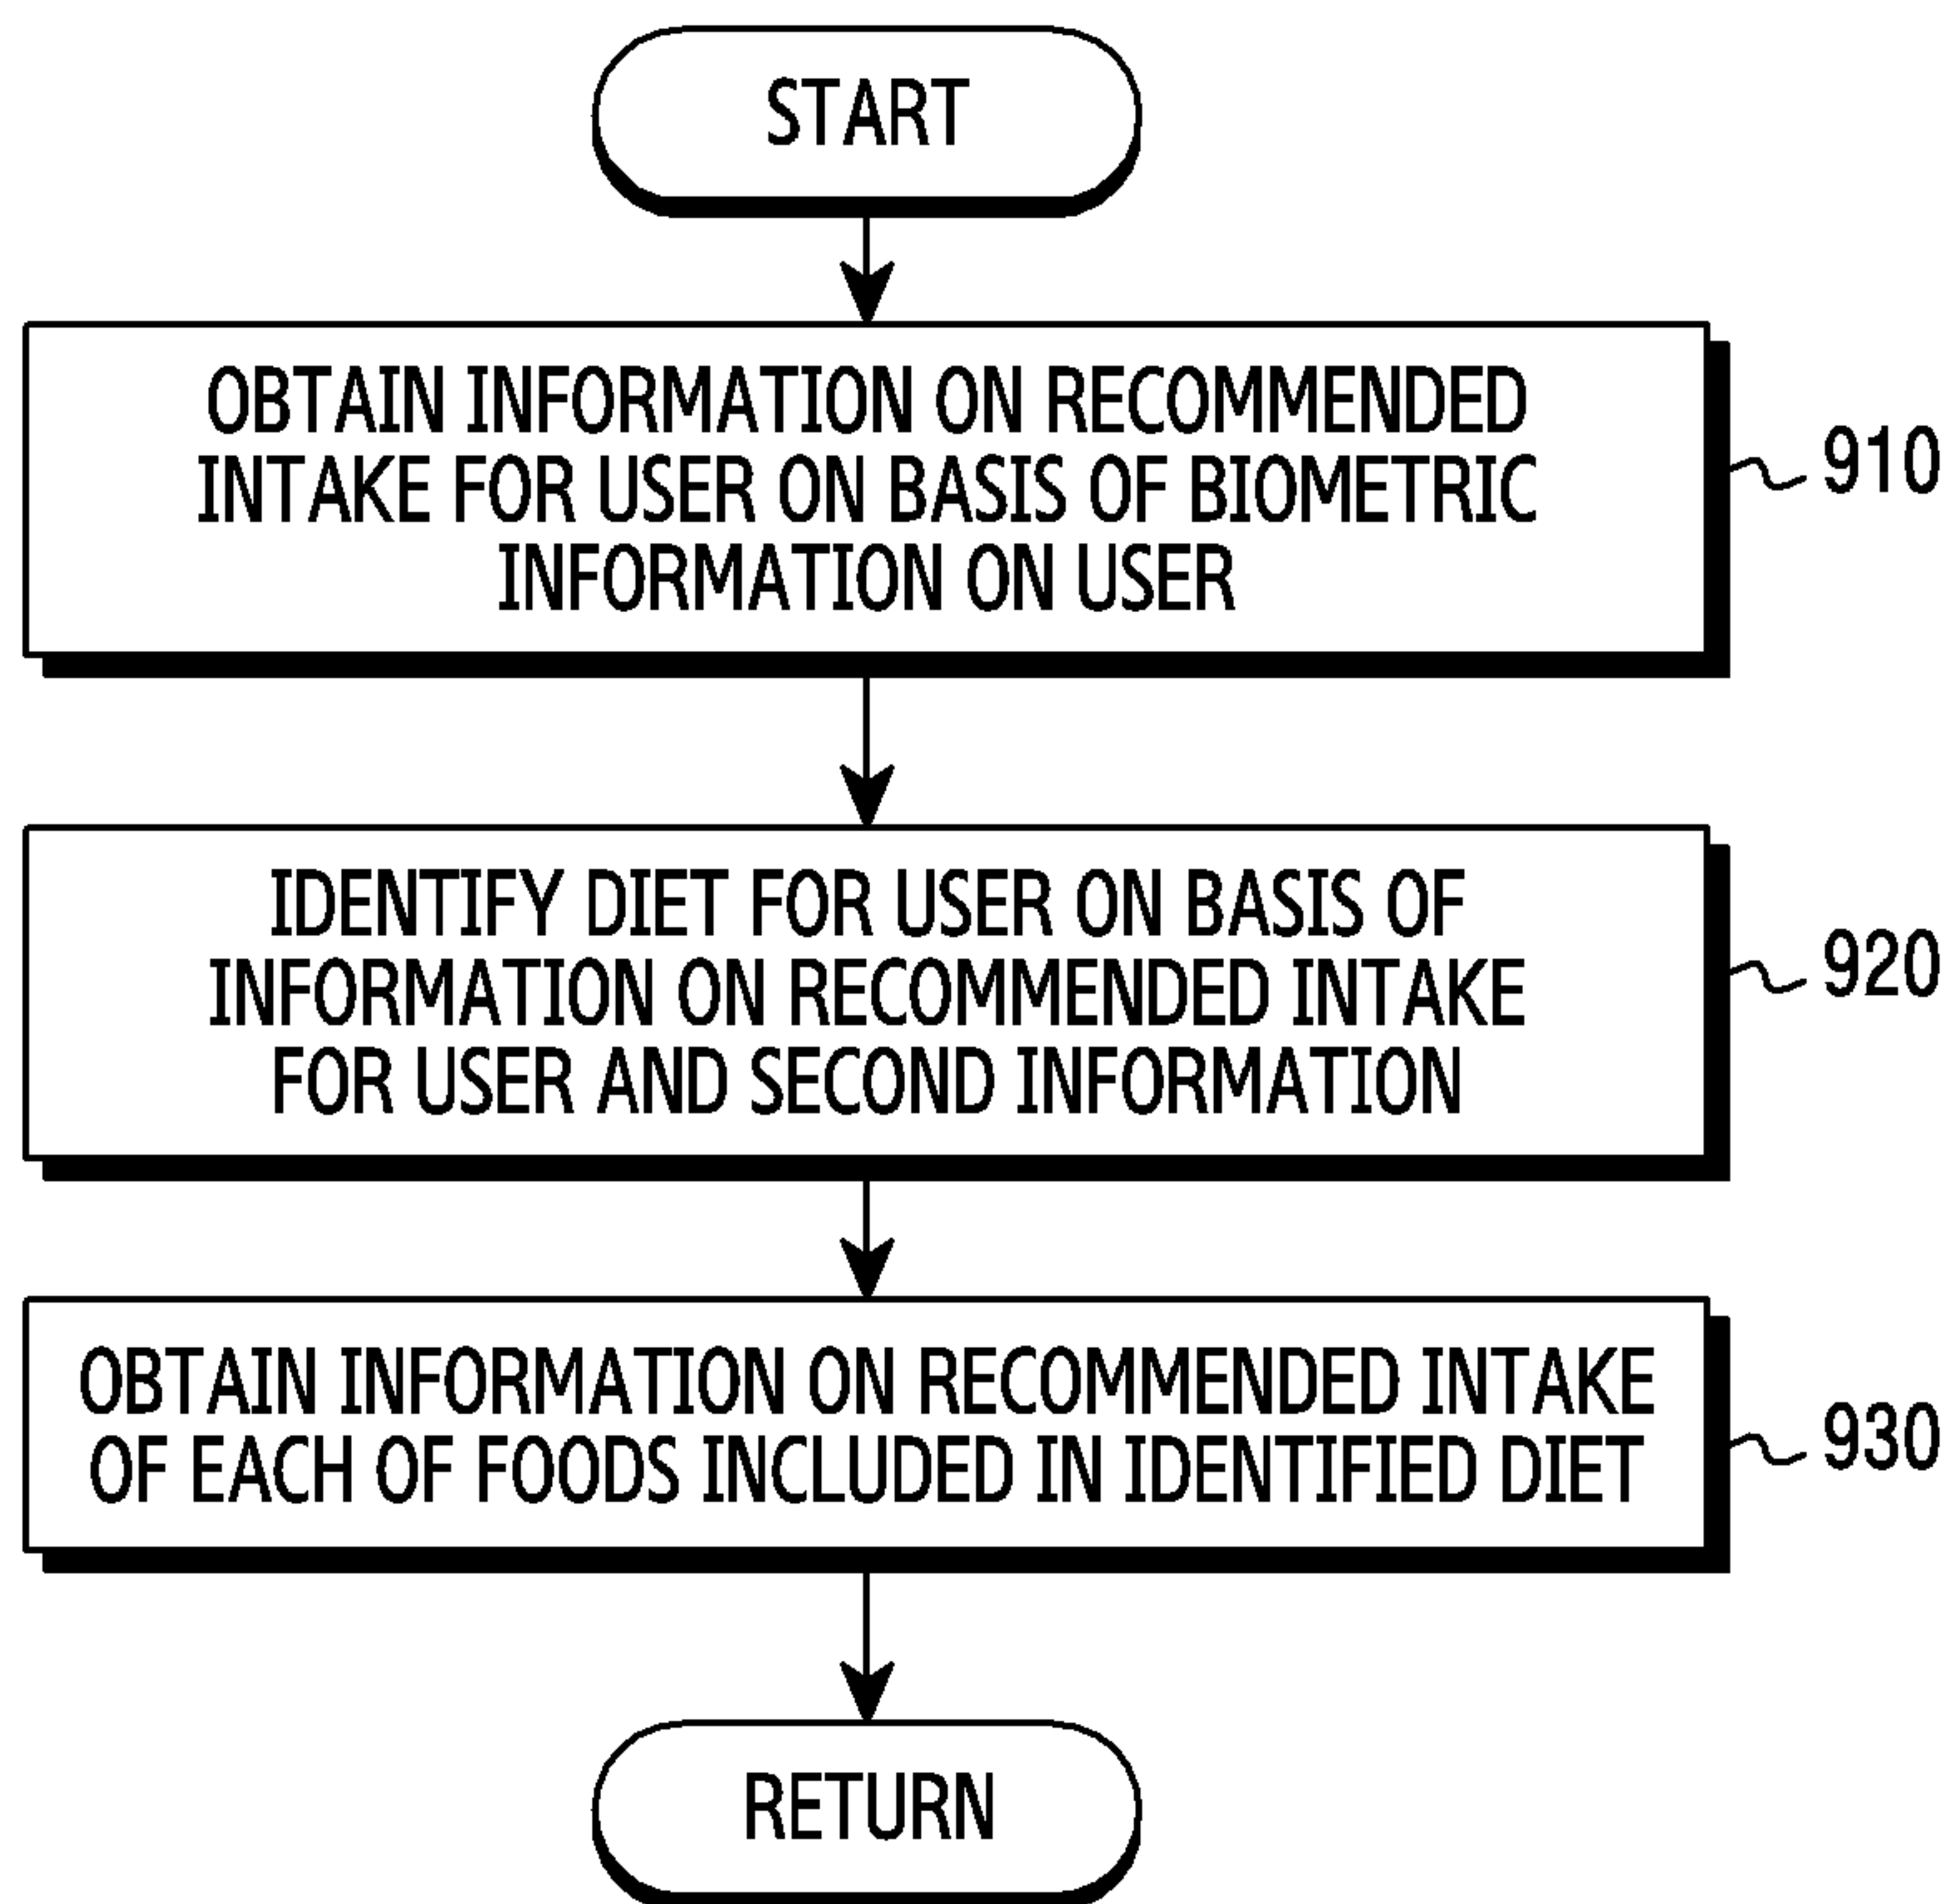 START
OBTAIN INFORMATION ON RECOMMENDED
INTAKE FOR USER ON BASIS OF BIOMETRIC
INFORMATION ON USER
910
IDENTIFY DIET FOR USER ON BASIS OF
INFORMATION ON RECOMMENDED INTAKE
FOR USER AND SECOND INFORMATION
920
OBTAIN INFORMATION ON RECOMMENDED INTAKE
OF EACH OF FOODS INCLUDED IN IDENTIFIED DIET
930
RETURN